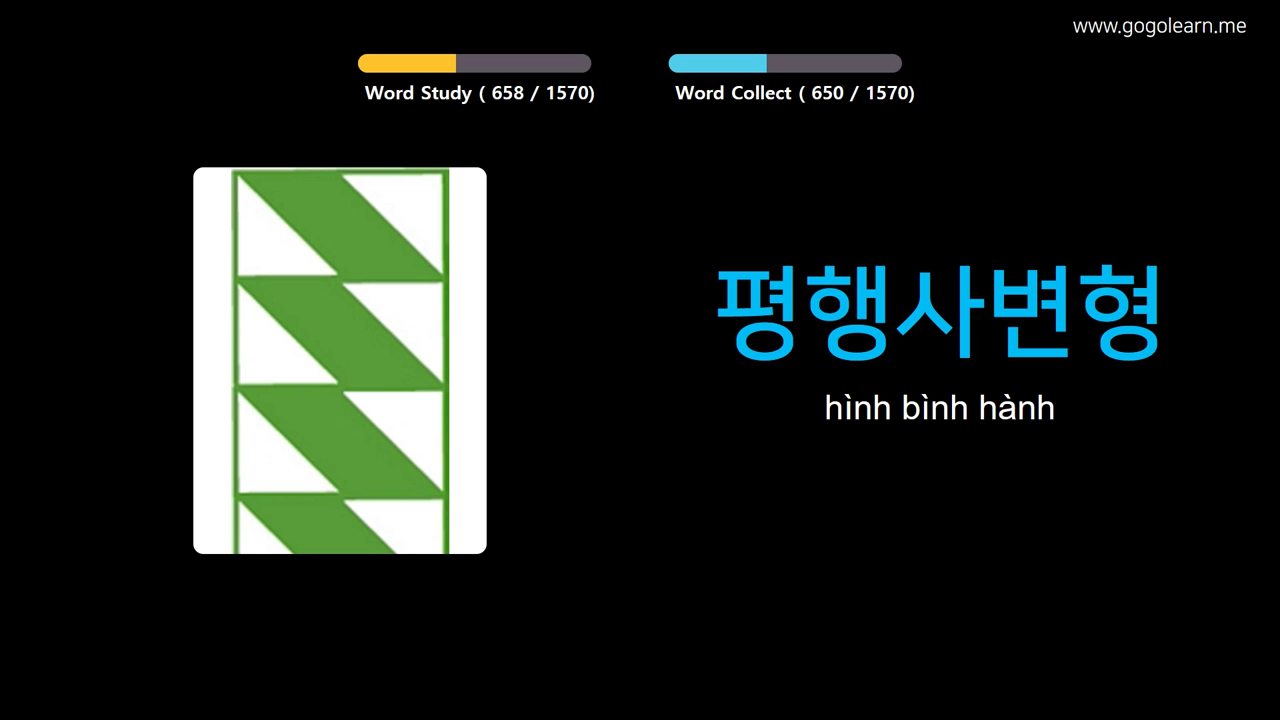 www.gogolearn.me
Word Study ( 658 / 1570)
Word Collect ( 650 / 1570)
평행사변형
hình bình hành